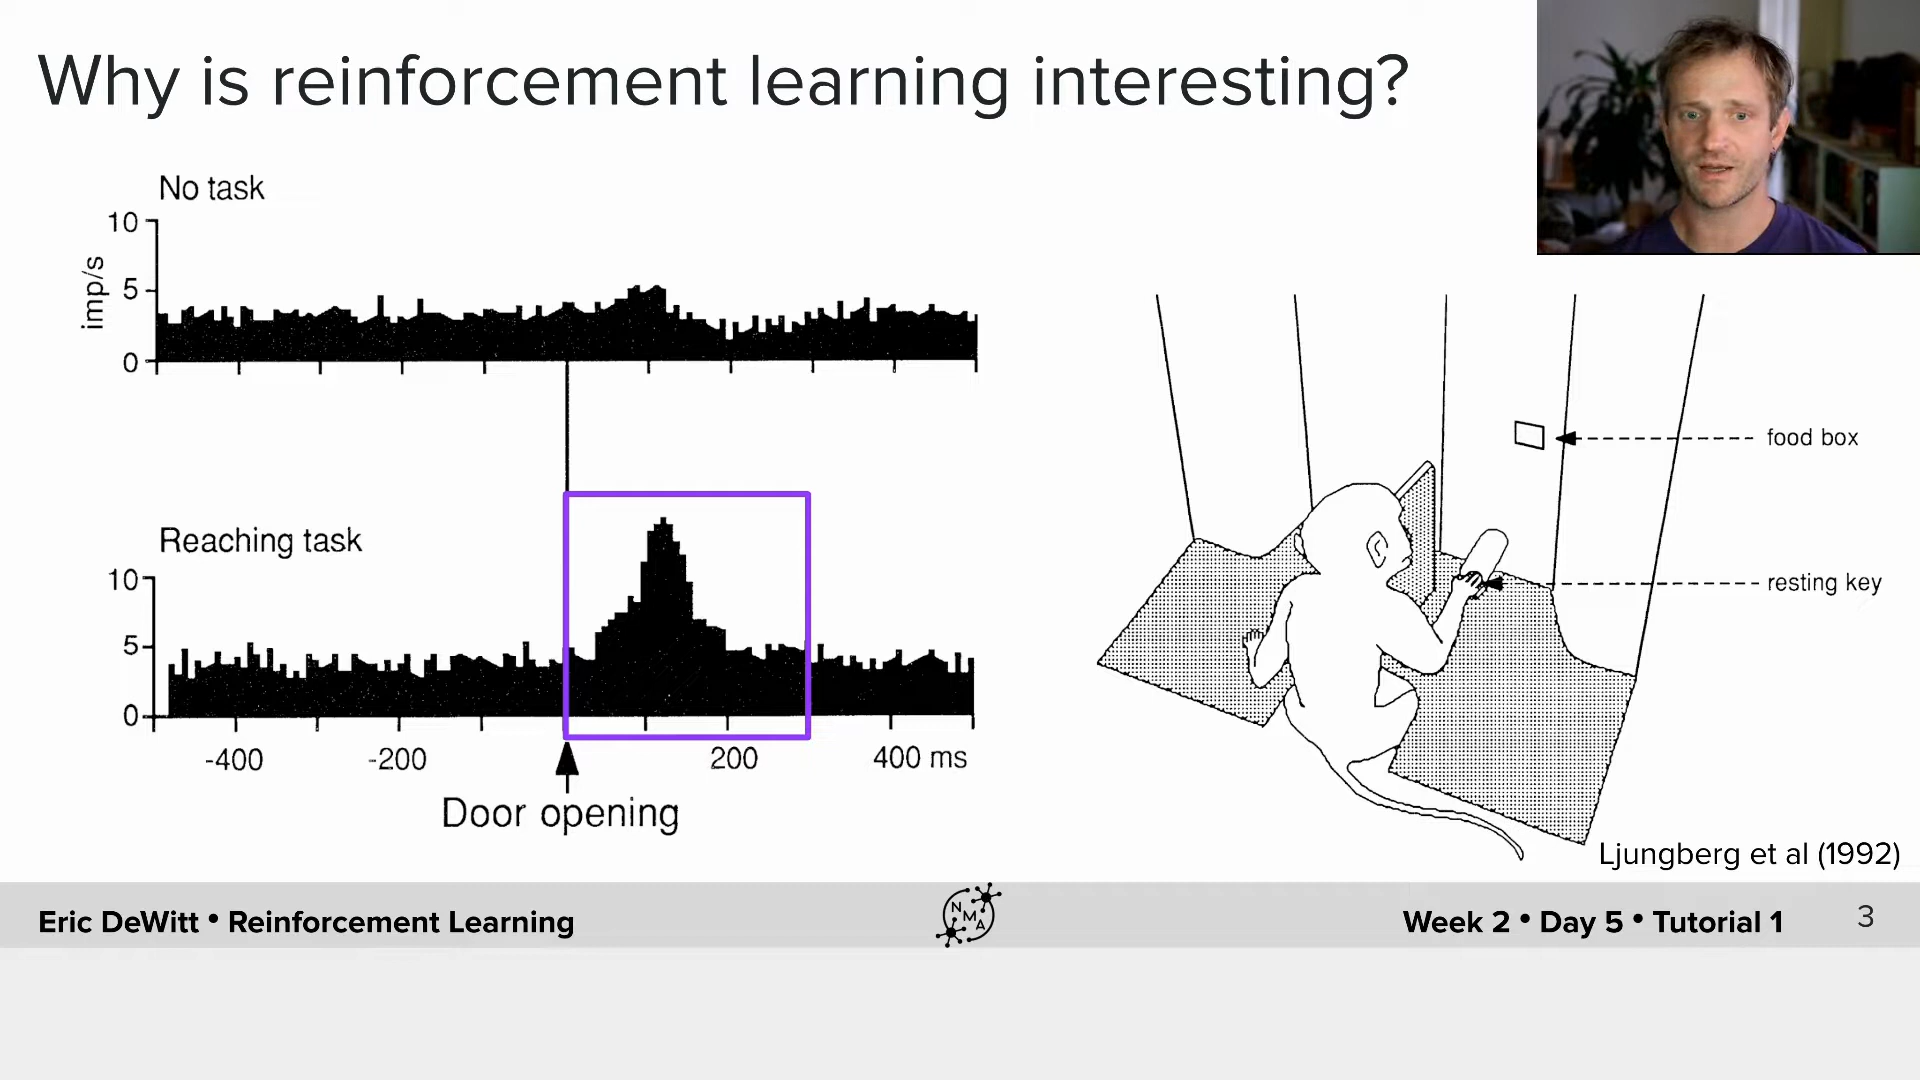 Why is reinforcement learning interesting?
No task
10
5
0
imp/s
Reaching task
10
5
0
-400 -200 200 400 ms
Door opening
food box
resting key
Ljungberg et al (1992)
Eric DeWitt • Reinforcement Learning
NMA
Week 2 • Day 5 • Tutorial 1
3